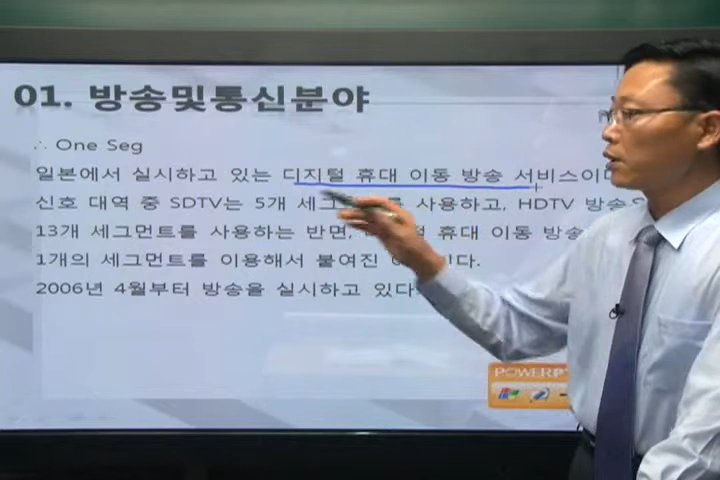 01. 방송및통신분야
∴ One Seg
일본에서 실시하고 있는 디지털 휴대 이동 방송 서비스이
신호 대역 중 SDTV는 5개 사용하고, HDTV 방송
13개 세그먼트를 사용하는 반면, 휴대 이동 방송
1개의 세그먼트를 이용해서 붙여진
2006년 4월부터 방송을 실시하고 있다.
POWERP